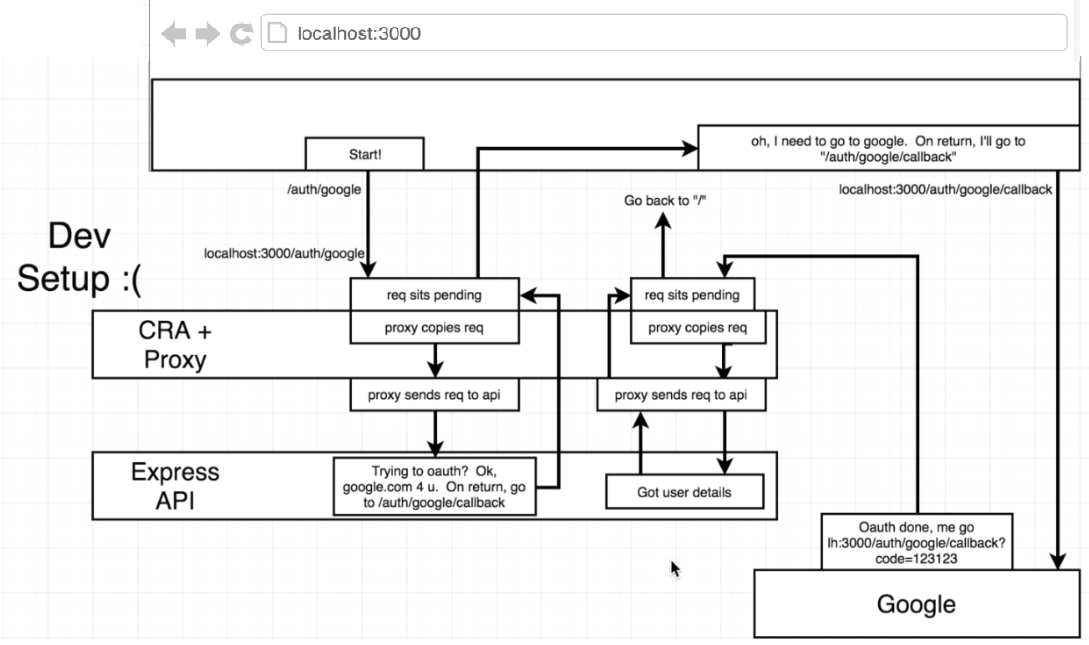 localhost:3000
Start!
oh, I need to go to google. On return, I'll go to
"/auth/google/callback"
/auth/google
localhost:3000/auth/google/callback
Go back to "/"
Dev
Setup :(
localhost:3000/auth/google
req sits pending
req sits pending
CRA +
Proxy
proxy copies req
proxy copies req
proxy sends req to api
proxy sends req to api
Express
API
Trying to oauth? Ok,
google.com 4 u. On return, go
to /auth/google/callback
Got user details
Oauth done, me go
lh:3000/auth/google/callback?
code=123123
Google